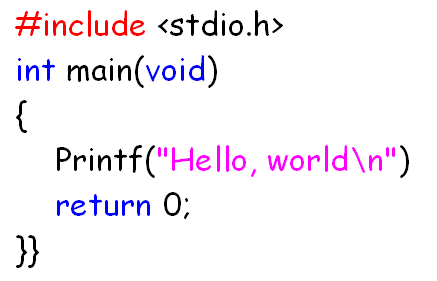 #include <stdio.h>
int main(void)
{
    Printf("Hello, world\n")
    return 0;
}}